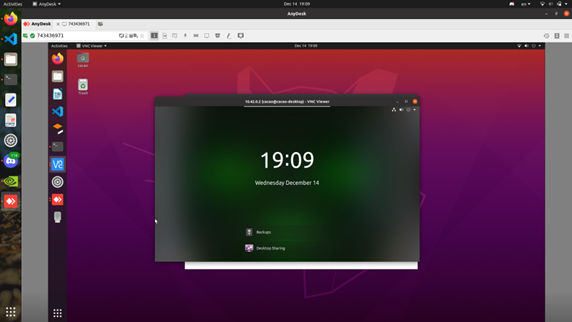 Activities
AnyDesk
Dec 14 19:09
en
AnyDesk
AnyDesk
743436971
743436971
Activities
VNC Viewer
Dec 14 19:09
cacao
Trash
10.42.0.2 (cacao@cacao-desktop) - VNC Viewer
19:09
Wednesday December 14
Backups
Desktop Sharing